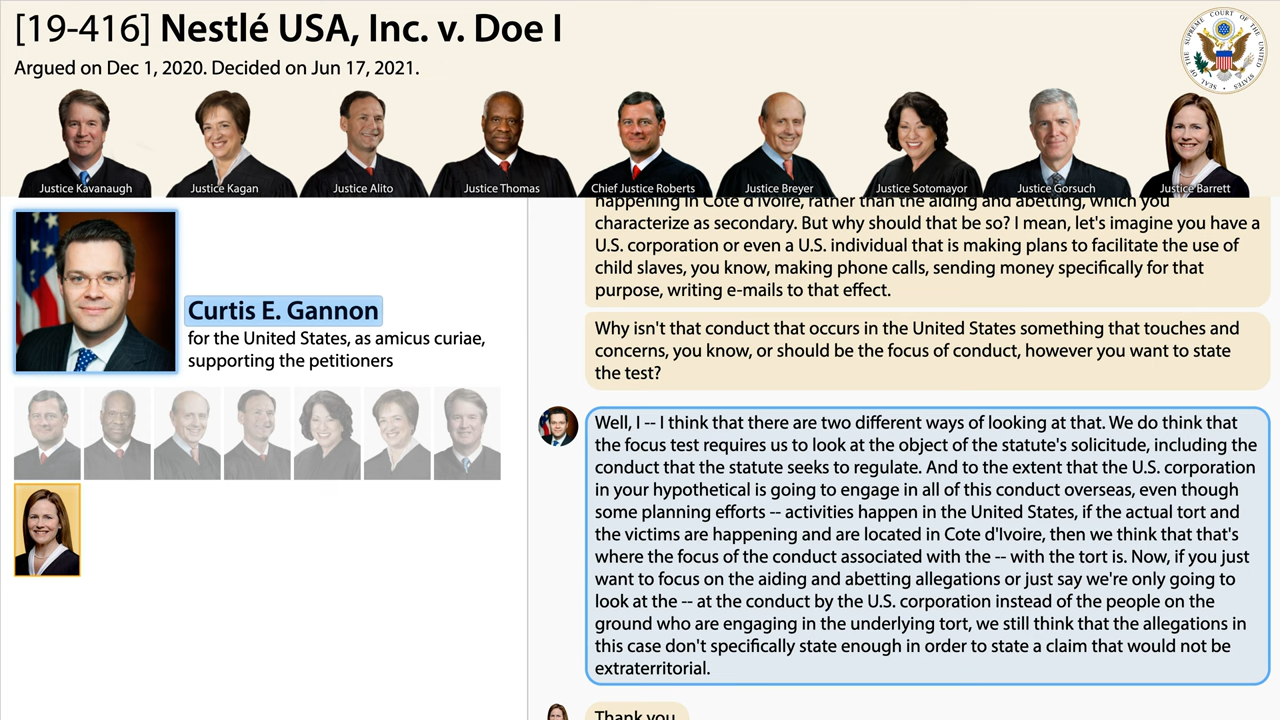 [19-416] Nestlé USA, Inc. v. Doe I
Argued on Dec 1, 2020. Decided on Jun 17, 2021.
SEAL OF THE SUPREME COURT OF THE UNITED STATES
Justice Kavanaugh
Justice Kagan
Justice Alito
Justice Thomas
Chief Justice Roberts
Justice Breyer
Justice Sotomayor
Justice Gorsuch
Justice Barrett
Curtis E. Gannon
for the United States, as amicus curiae,
supporting the petitioners
happening in Cote d'Ivoire, rather than the aiding and abetting, which you
characterize as secondary. But why should that be so? I mean, let's imagine you have a
U.S. corporation or even a U.S. individual that is making plans to facilitate the use of
child slaves, you know, making phone calls, sending money specifically for that
purpose, writing e-mails to that effect.
Why isn't that conduct that occurs in the United States something that touches and
concerns, you know, or should be the focus of conduct, however you want to state
the test?
Well, I -- I think that there are two different ways of looking at that. We do think that
the focus test requires us to look at the object of the statute's solicitude, including the
conduct that the statute seeks to regulate. And to the extent that the U.S. corporation
in your hypothetical is going to engage in all of this conduct overseas, even though
some planning efforts -- activities happen in the United States, if the actual tort and
the victims are happening and are located in Cote d'Ivoire, then we think that that's
where the focus of the conduct associated with the -- with the tort is. Now, if you just
want to focus on the aiding and abetting allegations or just say we're only going to
look at the -- at the conduct by the U.S. corporation instead of the people on the
ground who are engaging in the underlying tort, we still think that the allegations in
this case don't specifically state enough in order to state a claim that would not be
extraterritorial.
Thank you